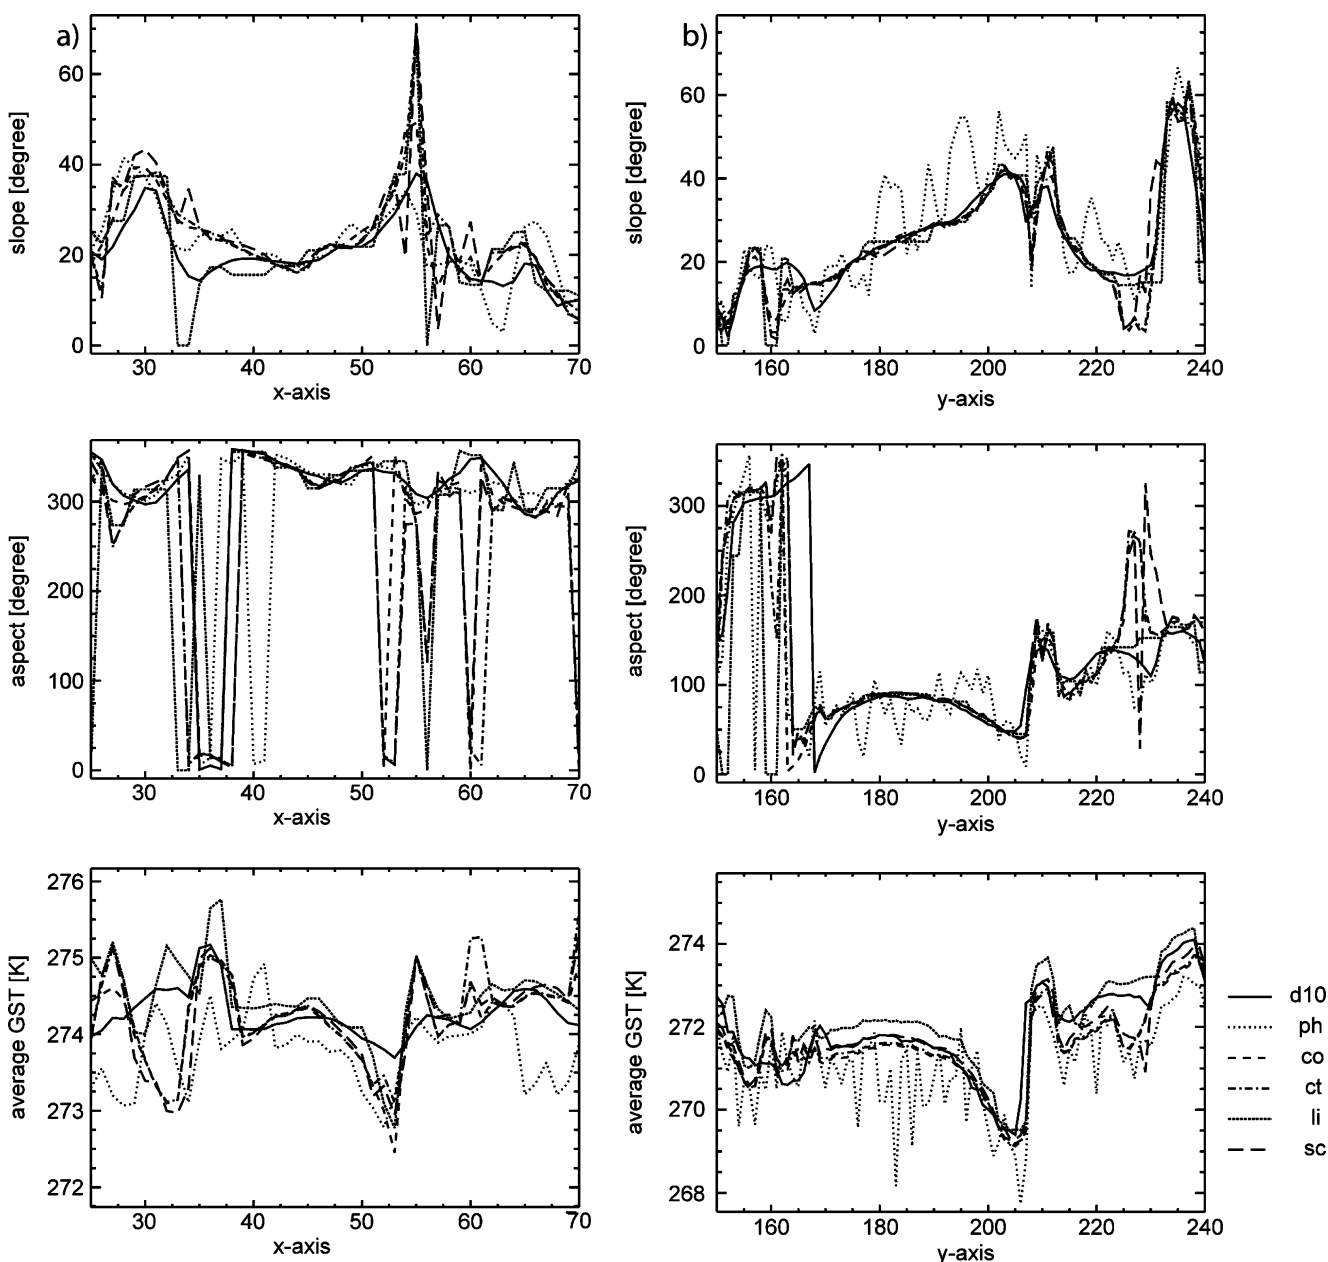 a)
slope [degree]
60
40
20
0
30 40 50 60 70
x-axis
b)
slope [degree]
60
40
20
0
160 180 200 220 240
y-axis
aspect [degree]
300
200
100
0
30 40 50 60 70
x-axis
aspect [degree]
300
200
100
0
160 180 200 220 240
y-axis
average GST [K]
276
275
274
273
272
30 40 50 60 70
x-axis
average GST [K]
274
272
270
268
160 180 200 220 240
y-axis
d10
ph
co
ct
li
sc